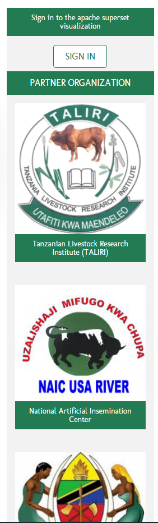 Sign in to the apache superset
visualization
SIGN IN
PARTNER ORGANIZATION
TALIRI
TANZANIA LIVESTOCK RESEARCH INSTITUTE
UTAFITI KWA MAENDELEO
Tanzanian Livestock Research
Institute (TALIRI)
UZALISHAJI MIFUGO KWA CHUPA
NAIC USA RIVER
National Artificial Insemination
Center